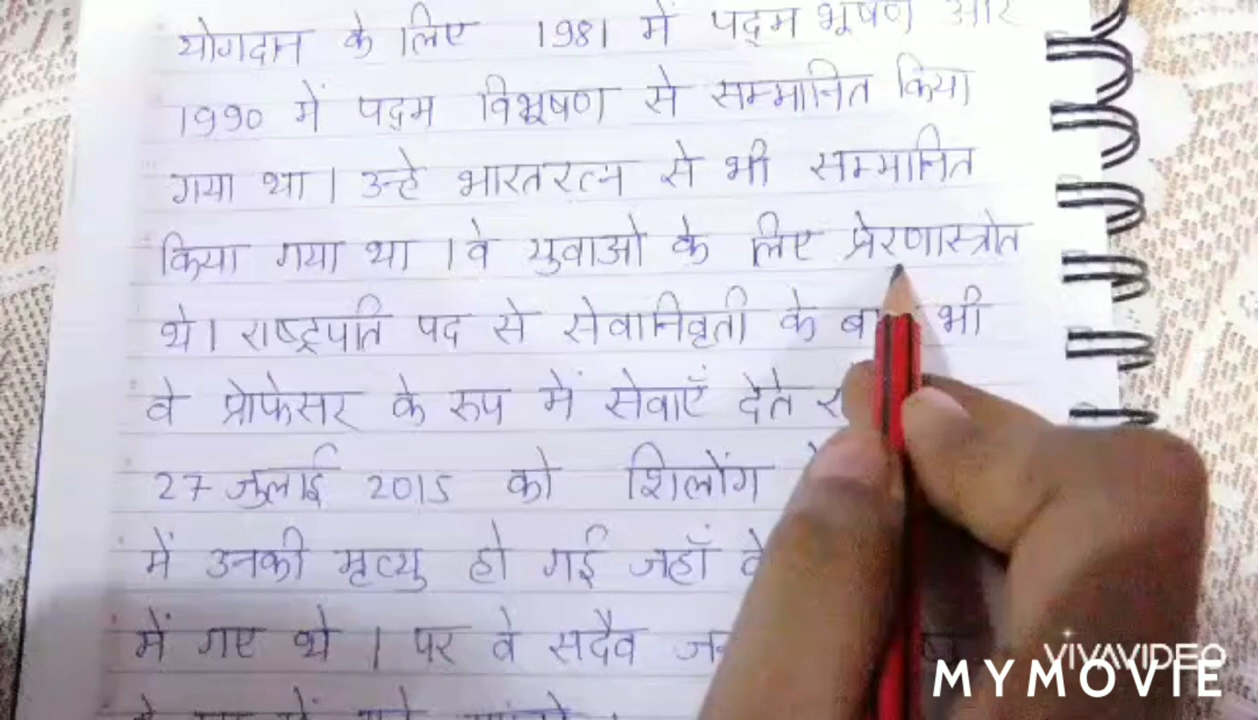 योगदान के लिए 1981 में पद्म भूषण और
1990 में पद्म विभूषण से सम्मानित किया
गया था । उन्हे भारतरत्न से भी सम्मानित
किया गया था । वे युवाओ के लिए प्रेरणास्त्रोत
थे । राष्ट्रपति पद से सेवानिवृती के भी
वे प्रोफेसर के रूप में सेवाएँ देते
27 जुलाई 2015 को शिलोंग
में उनकी मृत्यु हो गई जहाँ वे
में गए थे । पर वे सदैव
VIVAVIDEO
MYMOVIE